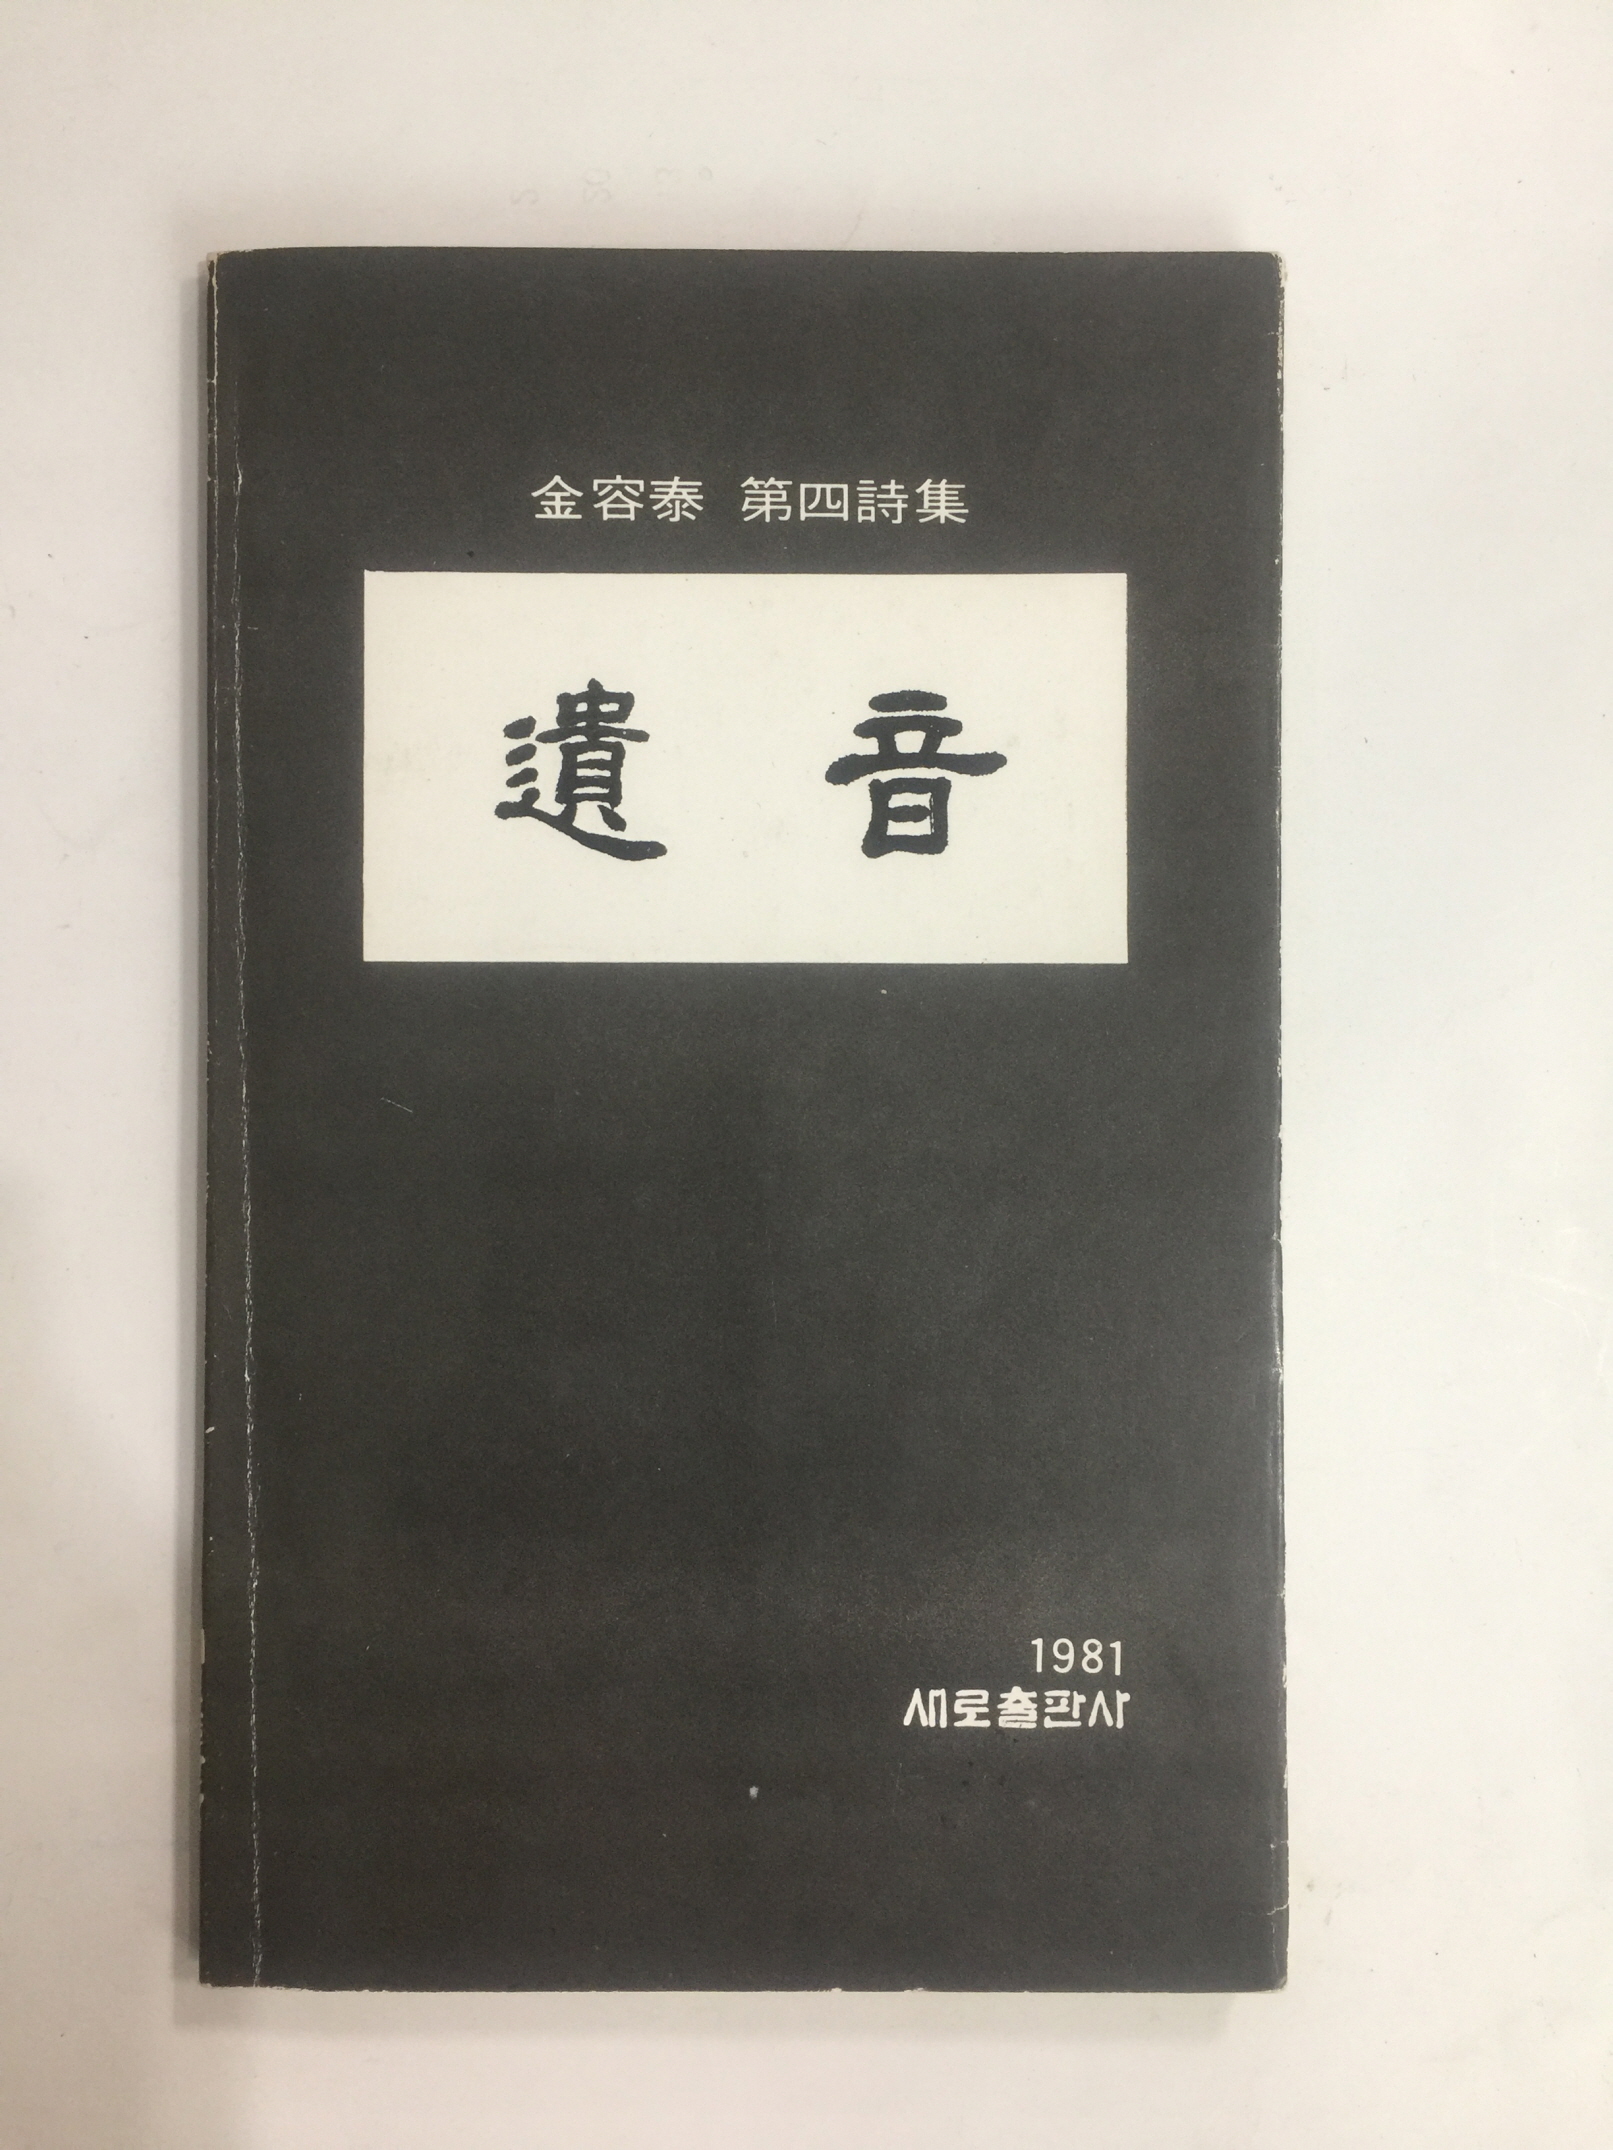 金容泰 第四詩集
遺音
1981
새로출판사